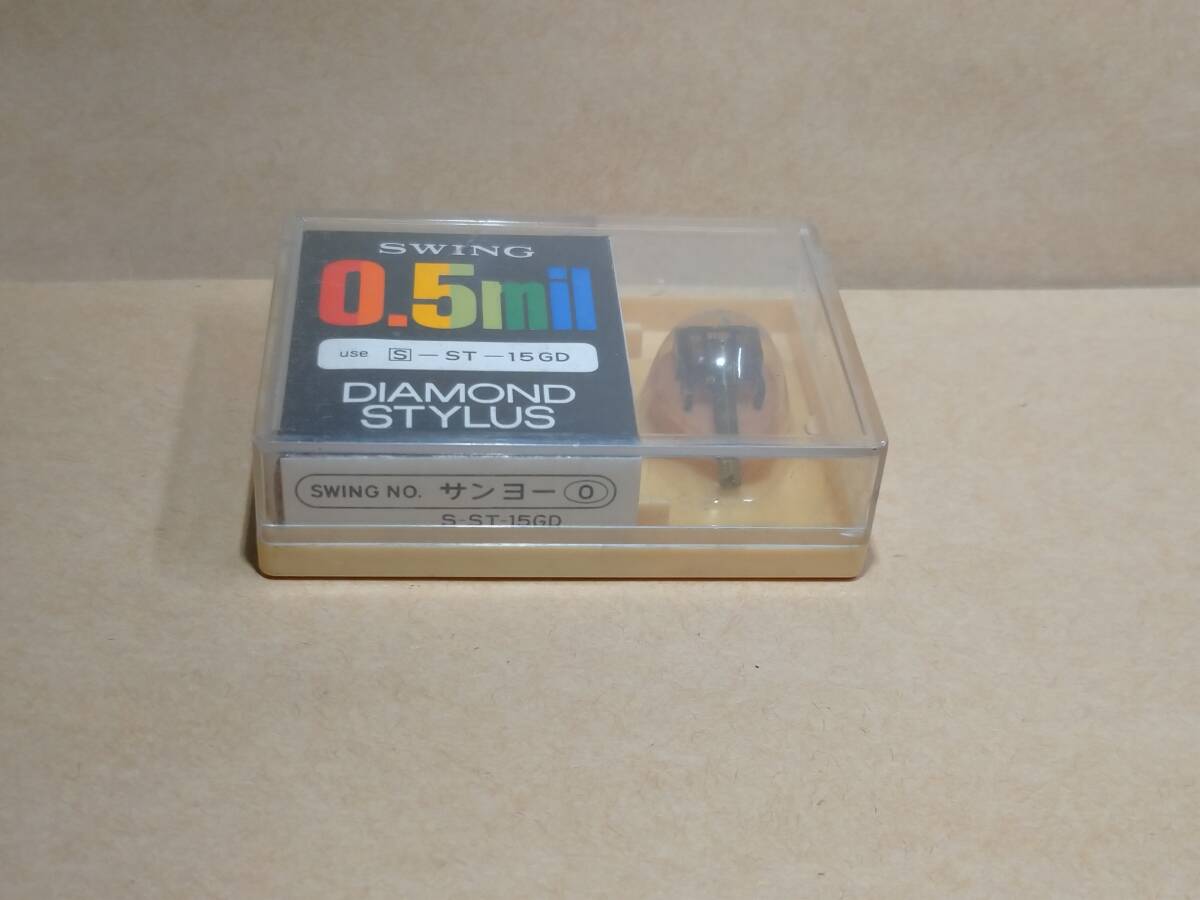 SWING
0.5mil
use S-ST-15GD
DIAMOND
STYLUS
SWING NO. サンヨー 0
S-ST-15GD